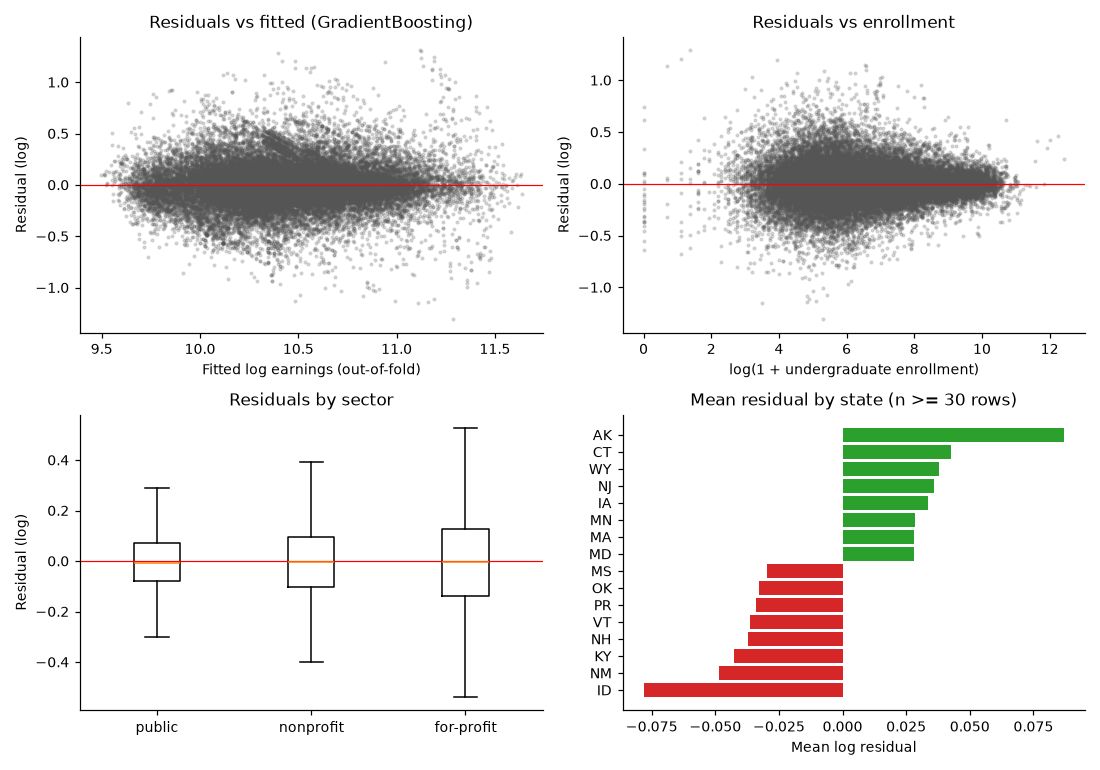 Residuals vs fitted (GradientBoosting)
Residual (log)
1.0
0.5
0.0
−0.5
−1.0
9.5 10.0 10.5 11.0 11.5
Fitted log earnings (out-of-fold)
Residuals vs enrollment
Residual (log)
1.0
0.5
0.0
−0.5
−1.0
0 2 4 6 8 10 12
log(1 + undergraduate enrollment)
Residuals by sector
Residual (log)
0.4
0.2
0.0
−0.2
−0.4
public nonprofit for-profit
Mean residual by state (n >= 30 rows)
AK
CT
WY
NJ
IA
MN
MA
MD
MS
OK
PR
VT
NH
KY
NM
ID
−0.075 −0.050 −0.025 0.000 0.025 0.050 0.075
Mean log residual